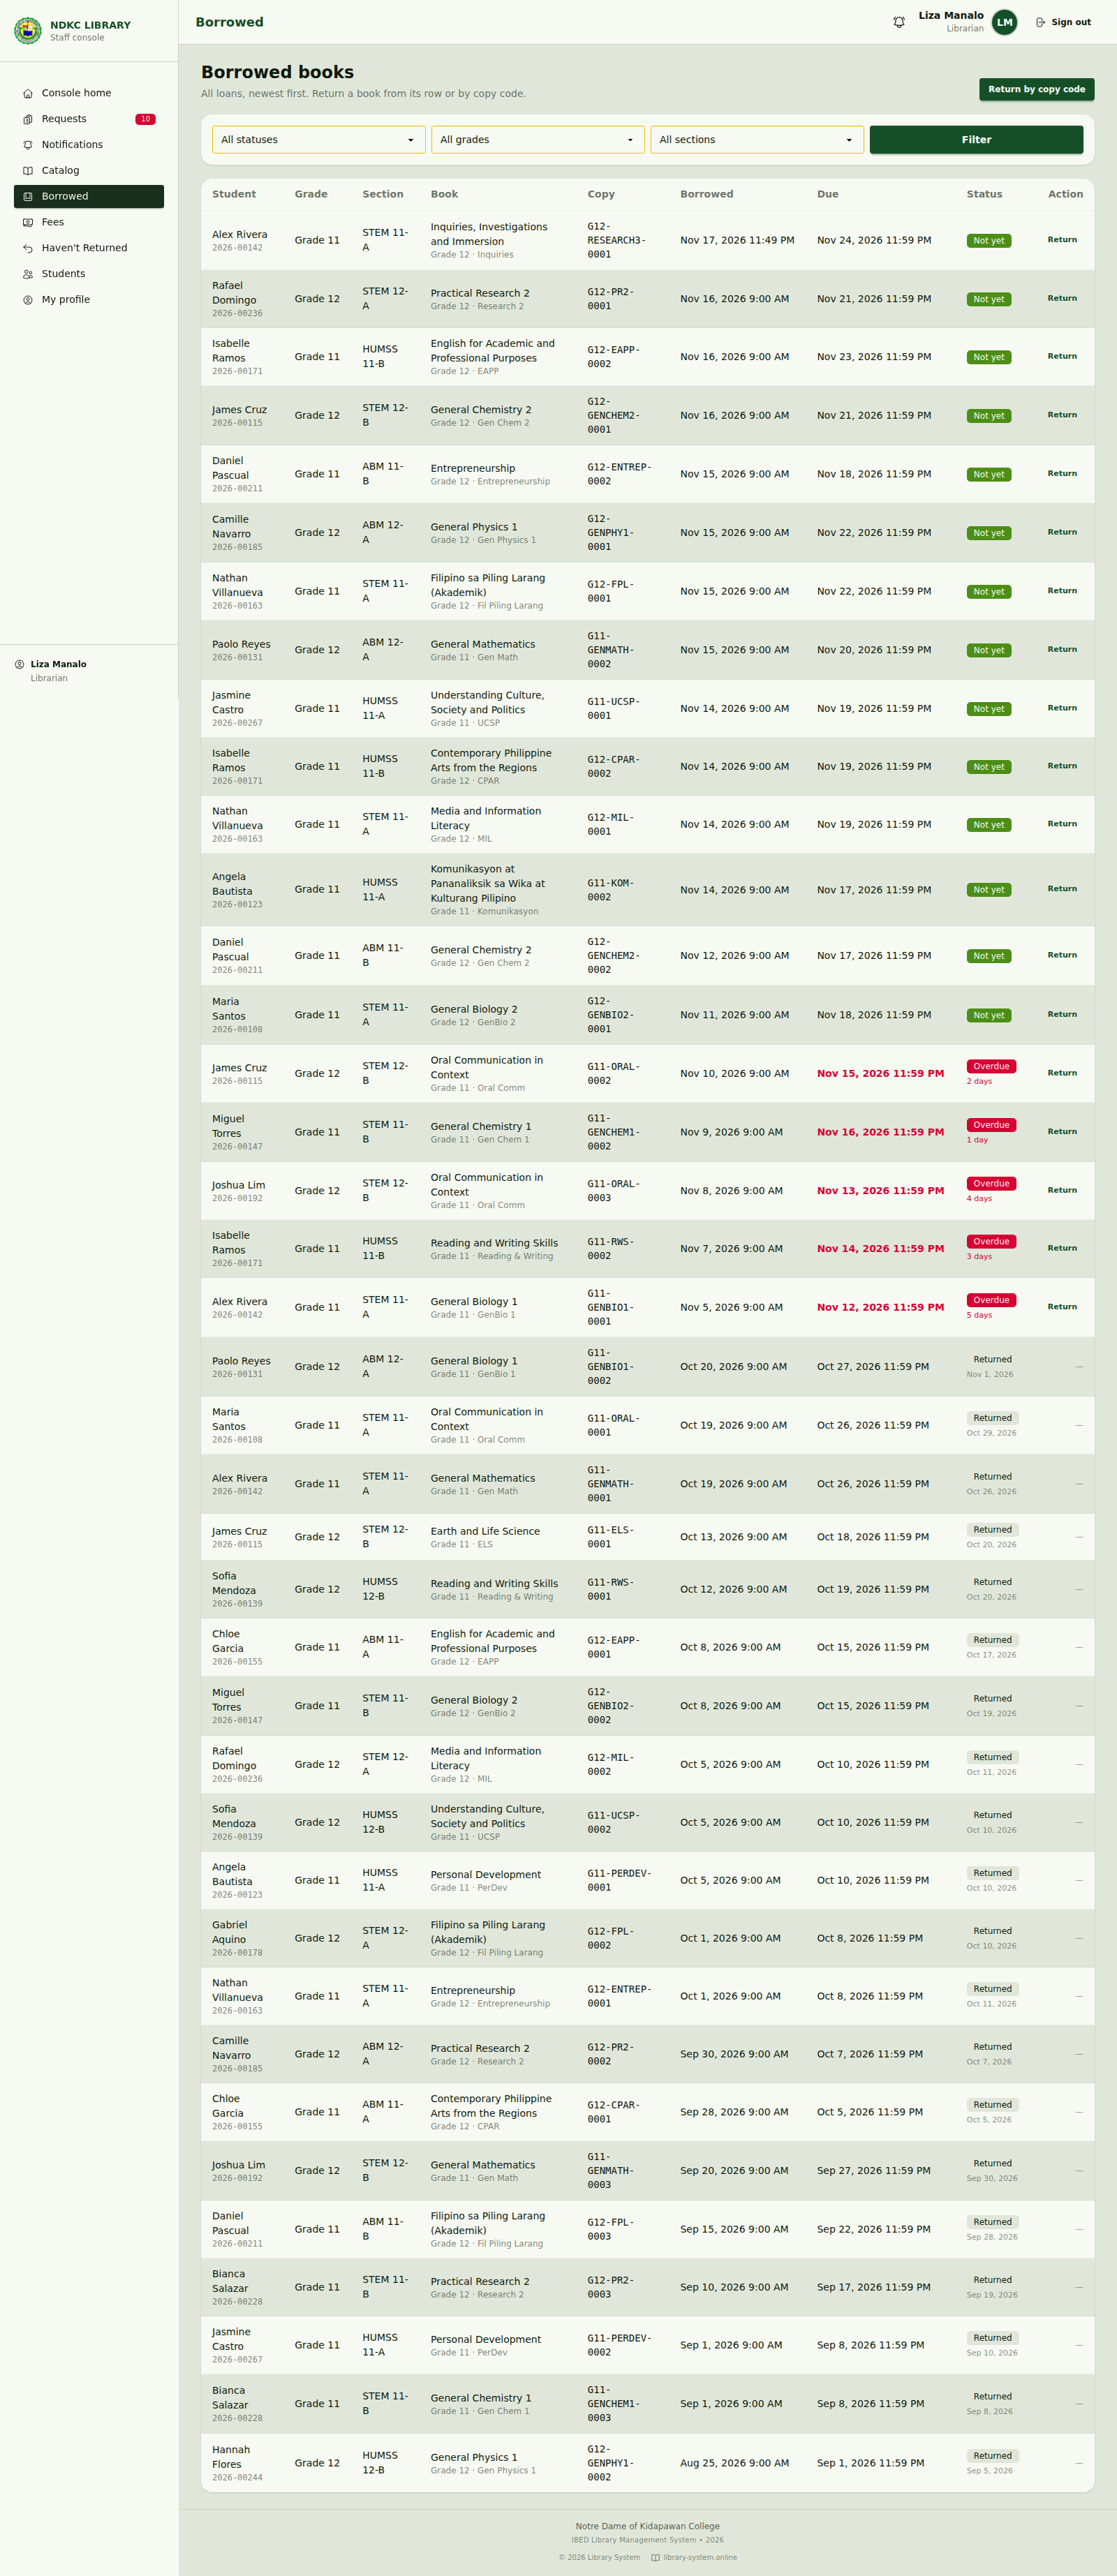 NDKC LIBRARY
Staff console
Console home
Requests 10
Notifications
Catalog
Borrowed
Fees
Haven't Returned
Students
My profile
Liza Manalo
Librarian
Borrowed
Liza Manalo
Librarian
LM
Sign out
Borrowed books
All loans, newest first. Return a book from its row or by copy code.
Return by copy code
All statuses
All grades
All sections
Filter
Student Grade Section Book Copy Borrowed Due Status Action
Alex Rivera
2026-00142
Grade 11
STEM 11-
A
Inquiries, Investigations
and Immersion
Grade 12 · Inquiries
G12-
RESEARCH3-
0001
Nov 17, 2026 11:49 PM
Nov 24, 2026 11:59 PM
Not yet
Return
Rafael
Domingo
2026-00236
Grade 12
STEM 12-
A
Practical Research 2
Grade 12 · Research 2
G12-PR2-
0001
Nov 16, 2026 9:00 AM
Nov 21, 2026 11:59 PM
Not yet
Return
Isabelle
Ramos
2026-00171
Grade 11
HUMSS
11-B
English for Academic and
Professional Purposes
Grade 12 · EAPP
G12-EAPP-
0002
Nov 16, 2026 9:00 AM
Nov 23, 2026 11:59 PM
Not yet
Return
James Cruz
2026-00115
Grade 12
STEM 12-
B
General Chemistry 2
Grade 12 · Gen Chem 2
G12-
GENCHEM2-
0001
Nov 16, 2026 9:00 AM
Nov 21, 2026 11:59 PM
Not yet
Return
Daniel
Pascual
2026-00211
Grade 11
ABM 11-
B
Entrepreneurship
Grade 12 · Entrepreneurship
G12-ENTREP-
0002
Nov 15, 2026 9:00 AM
Nov 18, 2026 11:59 PM
Not yet
Return
Camille
Navarro
2026-00185
Grade 12
ABM 12-
A
General Physics 1
Grade 12 · Gen Physics 1
G12-
GENPHY1-
0001
Nov 15, 2026 9:00 AM
Nov 22, 2026 11:59 PM
Not yet
Return
Nathan
Villanueva
2026-00163
Grade 11
STEM 11-
A
Filipino sa Piling Larang
(Akademik)
Grade 12 · Fil Piling Larang
G12-FPL-
0001
Nov 15, 2026 9:00 AM
Nov 22, 2026 11:59 PM
Not yet
Return
Paolo Reyes
2026-00131
Grade 12
ABM 12-
A
General Mathematics
Grade 11 · Gen Math
G11-
GENMATH-
0002
Nov 15, 2026 9:00 AM
Nov 20, 2026 11:59 PM
Not yet
Return
Jasmine
Castro
2026-00267
Grade 11
HUMSS
11-A
Understanding Culture,
Society and Politics
Grade 11 · UCSP
G11-UCSP-
0001
Nov 14, 2026 9:00 AM
Nov 19, 2026 11:59 PM
Not yet
Return
Isabelle
Ramos
2026-00171
Grade 11
HUMSS
11-B
Contemporary Philippine
Arts from the Regions
Grade 12 · CPAR
G12-CPAR-
0002
Nov 14, 2026 9:00 AM
Nov 19, 2026 11:59 PM
Not yet
Return
Nathan
Villanueva
2026-00163
Grade 11
STEM 11-
A
Media and Information
Literacy
Grade 12 · MIL
G12-MIL-
0001
Nov 14, 2026 9:00 AM
Nov 19, 2026 11:59 PM
Not yet
Return
Angela
Bautista
2026-00123
Grade 11
HUMSS
11-A
Komunikasyon at
Pananaliksik sa Wika at
Kulturang Pilipino
Grade 11 · Komunikasyon
G11-KOM-
0002
Nov 14, 2026 9:00 AM
Nov 17, 2026 11:59 PM
Not yet
Return
Daniel
Pascual
2026-00211
Grade 11
ABM 11-
B
General Chemistry 2
Grade 12 · Gen Chem 2
G12-
GENCHEM2-
0002
Nov 12, 2026 9:00 AM
Nov 17, 2026 11:59 PM
Not yet
Return
Maria
Santos
2026-00108
Grade 11
STEM 11-
A
General Biology 2
Grade 12 · GenBio 2
G12-
GENBIO2-
0001
Nov 11, 2026 9:00 AM
Nov 18, 2026 11:59 PM
Not yet
Return
James Cruz
2026-00115
Grade 12
STEM 12-
B
Oral Communication in
Context
Grade 11 · Oral Comm
G11-ORAL-
0002
Nov 10, 2026 9:00 AM
Nov 15, 2026 11:59 PM
Overdue
2 days
Return
Miguel
Torres
2026-00147
Grade 11
STEM 11-
B
General Chemistry 1
Grade 11 · Gen Chem 1
G11-
GENCHEM1-
0002
Nov 9, 2026 9:00 AM
Nov 16, 2026 11:59 PM
Overdue
1 day
Return
Joshua Lim
2026-00192
Grade 12
STEM 12-
B
Oral Communication in
Context
Grade 11 · Oral Comm
G11-ORAL-
0003
Nov 8, 2026 9:00 AM
Nov 13, 2026 11:59 PM
Overdue
4 days
Return
Isabelle
Ramos
2026-00171
Grade 11
HUMSS
11-B
Reading and Writing Skills
Grade 11 · Reading & Writing
G11-RWS-
0002
Nov 7, 2026 9:00 AM
Nov 14, 2026 11:59 PM
Overdue
3 days
Return
Alex Rivera
2026-00142
Grade 11
STEM 11-
A
General Biology 1
Grade 11 · GenBio 1
G11-
GENBIO1-
0001
Nov 5, 2026 9:00 AM
Nov 12, 2026 11:59 PM
Overdue
5 days
Return
Paolo Reyes
2026-00131
Grade 12
ABM 12-
A
General Biology 1
Grade 11 · GenBio 1
G11-
GENBIO1-
0002
Oct 20, 2026 9:00 AM
Oct 27, 2026 11:59 PM
Returned
Nov 1, 2026
—
Maria
Santos
2026-00108
Grade 11
STEM 11-
A
Oral Communication in
Context
Grade 11 · Oral Comm
G11-ORAL-
0001
Oct 19, 2026 9:00 AM
Oct 26, 2026 11:59 PM
Returned
Oct 29, 2026
—
Alex Rivera
2026-00142
Grade 11
STEM 11-
A
General Mathematics
Grade 11 · Gen Math
G11-
GENMATH-
0001
Oct 19, 2026 9:00 AM
Oct 26, 2026 11:59 PM
Returned
Oct 26, 2026
—
James Cruz
2026-00115
Grade 12
STEM 12-
B
Earth and Life Science
Grade 11 · ELS
G11-ELS-
0001
Oct 13, 2026 9:00 AM
Oct 18, 2026 11:59 PM
Returned
Oct 20, 2026
—
Sofia
Mendoza
2026-00139
Grade 12
HUMSS
12-B
Reading and Writing Skills
Grade 11 · Reading & Writing
G11-RWS-
0001
Oct 12, 2026 9:00 AM
Oct 19, 2026 11:59 PM
Returned
Oct 20, 2026
—
Chloe
Garcia
2026-00155
Grade 11
ABM 11-
A
English for Academic and
Professional Purposes
Grade 12 · EAPP
G12-EAPP-
0001
Oct 8, 2026 9:00 AM
Oct 15, 2026 11:59 PM
Returned
Oct 17, 2026
—
Miguel
Torres
2026-00147
Grade 11
STEM 11-
B
General Biology 2
Grade 12 · GenBio 2
G12-
GENBIO2-
0002
Oct 8, 2026 9:00 AM
Oct 15, 2026 11:59 PM
Returned
Oct 19, 2026
—
Rafael
Domingo
2026-00236
Grade 12
STEM 12-
A
Media and Information
Literacy
Grade 12 · MIL
G12-MIL-
0002
Oct 5, 2026 9:00 AM
Oct 10, 2026 11:59 PM
Returned
Oct 11, 2026
—
Sofia
Mendoza
2026-00139
Grade 12
HUMSS
12-B
Understanding Culture,
Society and Politics
Grade 11 · UCSP
G11-UCSP-
0002
Oct 5, 2026 9:00 AM
Oct 10, 2026 11:59 PM
Returned
Oct 10, 2026
—
Angela
Bautista
2026-00123
Grade 11
HUMSS
11-A
Personal Development
Grade 11 · PerDev
G11-PERDEV-
0001
Oct 5, 2026 9:00 AM
Oct 10, 2026 11:59 PM
Returned
Oct 10, 2026
—
Gabriel
Aquino
2026-00178
Grade 12
STEM 12-
A
Filipino sa Piling Larang
(Akademik)
Grade 12 · Fil Piling Larang
G12-FPL-
0002
Oct 1, 2026 9:00 AM
Oct 8, 2026 11:59 PM
Returned
Oct 10, 2026
—
Nathan
Villanueva
2026-00163
Grade 11
STEM 11-
A
Entrepreneurship
Grade 12 · Entrepreneurship
G12-ENTREP-
0001
Oct 1, 2026 9:00 AM
Oct 8, 2026 11:59 PM
Returned
Oct 11, 2026
—
Camille
Navarro
2026-00185
Grade 12
ABM 12-
A
Practical Research 2
Grade 12 · Research 2
G12-PR2-
0002
Sep 30, 2026 9:00 AM
Oct 7, 2026 11:59 PM
Returned
Oct 7, 2026
—
Chloe
Garcia
2026-00155
Grade 11
ABM 11-
A
Contemporary Philippine
Arts from the Regions
Grade 12 · CPAR
G12-CPAR-
0001
Sep 28, 2026 9:00 AM
Oct 5, 2026 11:59 PM
Returned
Oct 5, 2026
—
Joshua Lim
2026-00192
Grade 12
STEM 12-
B
General Mathematics
Grade 11 · Gen Math
G11-
GENMATH-
0003
Sep 20, 2026 9:00 AM
Sep 27, 2026 11:59 PM
Returned
Sep 30, 2026
—
Daniel
Pascual
2026-00211
Grade 11
ABM 11-
B
Filipino sa Piling Larang
(Akademik)
Grade 12 · Fil Piling Larang
G12-FPL-
0003
Sep 15, 2026 9:00 AM
Sep 22, 2026 11:59 PM
Returned
Sep 28, 2026
—
Bianca
Salazar
2026-00228
Grade 11
STEM 11-
B
Practical Research 2
Grade 12 · Research 2
G12-PR2-
0003
Sep 10, 2026 9:00 AM
Sep 17, 2026 11:59 PM
Returned
Sep 19, 2026
—
Jasmine
Castro
2026-00267
Grade 11
HUMSS
11-A
Personal Development
Grade 11 · PerDev
G11-PERDEV-
0002
Sep 1, 2026 9:00 AM
Sep 8, 2026 11:59 PM
Returned
Sep 10, 2026
—
Bianca
Salazar
2026-00228
Grade 11
STEM 11-
B
General Chemistry 1
Grade 11 · Gen Chem 1
G11-
GENCHEM1-
0003
Sep 1, 2026 9:00 AM
Sep 8, 2026 11:59 PM
Returned
Sep 8, 2026
—
Hannah
Flores
2026-00244
Grade 12
HUMSS
12-B
General Physics 1
Grade 12 · Gen Physics 1
G12-
GENPHY1-
0002
Aug 25, 2026 9:00 AM
Sep 1, 2026 11:59 PM
Returned
Sep 5, 2026
—
Notre Dame of Kidapawan College
IBED Library Management System • 2026
© 2026 Library System · library-system.online